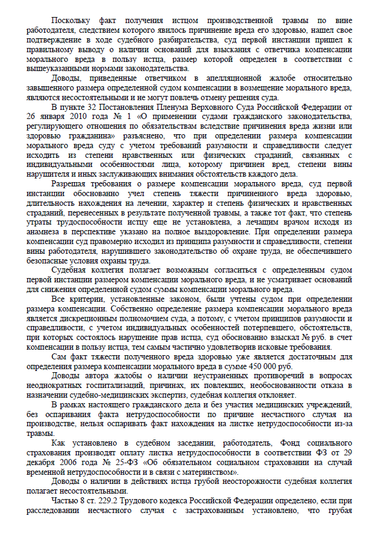 Поскольку факт получения истцом производственной травмы по вине
работодателя, следствием которого явилось причинение вреда его здоровью, нашел свое
подтверждение в ходе судебного разбирательства, суд первой инстанции пришел к
правильному выводу о наличии оснований для взыскания с ответчика компенсации
морального вреда в пользу истца, размер которой определен в соответствии с
вышеуказанными нормами законодательства.
Доводы, приведенные ответчиком в апелляционной жалобе относительно
завышенного размера определенной судом компенсации в возмещение морального вреда,
являются несостоятельными и не могут повлечь отмену решения суда.
В пункте 32 Постановления Пленума Верховного Суда Российской Федерации от
26 января 2010 года № 1 «О применении судами гражданского законодательства,
регулирующего отношения по обязательствам вследствие причинения вреда жизни или
здоровью гражданина» разъяснено, что при определении размера компенсации
морального вреда суду с учетом требований разумности и справедливости следует
исходить из степени нравственных или физических страданий, связанных с
индивидуальными особенностями лица, которому причинен вред, степени вины
нарушителя и иных заслуживающих внимания обстоятельств каждого дела.
Разрешая требования о размере компенсации морального вреда, суд первой
инстанции обоснованно учел степень тяжести причиненного вреда здоровью,
длительность нахождения на лечении, характер и степень физических и нравственных
страданий, перенесенных в результате полученной травмы, а также тот факт, что степень
утраты трудоспособности истцу еще не установлена, а лечащим врачом исходя из
анамнеза в перспективе указано на полное выздоровление. При определении размера
компенсации суд правомерно исходил из принципа разумности и справедливости, степени
вины работодателя, нарушившего законодательство об охране труда, не обеспечившего
безопасные условия охраны труда.
Судебная коллегия полагает возможным согласиться с определенным судом
первой инстанции размером компенсации морального вреда, и не усматривает оснований
для снижения определенной судом суммы компенсации морального вреда.
Все критерии, установленные законом, были учтены судом при определении
размера компенсации. Собственно определение размера компенсации морального вреда
является дискреционным полномочием суда, а потому, с учетом принципов разумности и
справедливости, с учетом индивидуальных особенностей потерпевшего, обстоятельств,
при которых состоялось нарушение прав истца, суд обоснованно взыскал № руб. в счет
компенсации в пользу истца, тем самым частично удовлетворив исковые требования.
Сам факт тяжести полученного вреда здоровью уже является достаточным для
определения размера компенсации морального вреда в сумме 450 000 руб.
Доводы автора жалобы о наличии неустраненных противоречий в вопросах
неоднократных госпитализаций, причинах, их повлекших, необоснованности отказа в
назначении судебно-медицинских экспертиз, судебная коллегия отклоняет.
В рамках настоящего гражданского дела и без участия медицинских учреждений,
без оспаривания факта нетрудоспособности по причине несчастного случая на
производстве, нельзя оспаривать факт нахождения на листке нетрудоспособности из-за
травмы.
Как установлено в судебном заседании, работодатель, Фонд социального
страхования производят оплату листка нетрудоспособности в соответствии ФЗ от 29
декабря 2006 года № 25-ФЗ «Об обязательном социальном страховании на случай
временной нетрудоспособности и в связи с материнством».
Доводы о наличии в действиях истца грубой неосторожности судебная коллегия
полагает несостоятельными.
Частью 8 ст. 229.2 Трудового кодекса Российской Федерации определено, если при
расследовании несчастного случая с застрахованным установлено, что грубая